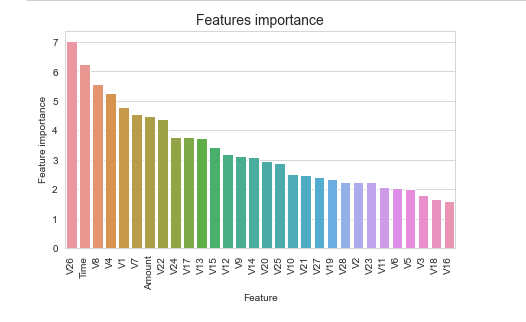 Features importance
7
6
5
4
3
2
1
0
Feature importance
V26
Time
V8
V4
V1
V7
Amount
V22
V24
V17
V13
V15
V12
V9
V14
V20
V25
V10
V21
V27
V19
V28
V2
V23
V11
V6
V5
V3
V18
V16
Feature